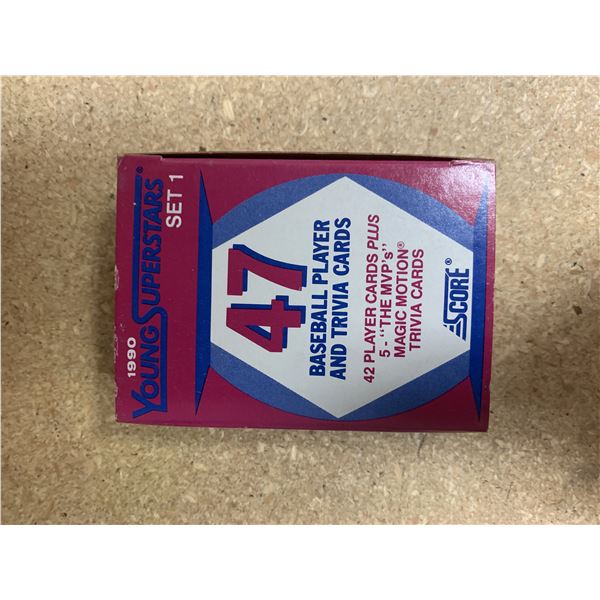 1990
YOUNG SUPERSTARS®
SET 1
47
BASEBALL PLAYER
AND TRIVIA CARDS
42 PLAYER CARDS PLUS
5 - "THE MVP's"
MAGIC MOTION®
TRIVIA CARDS
SCORE®